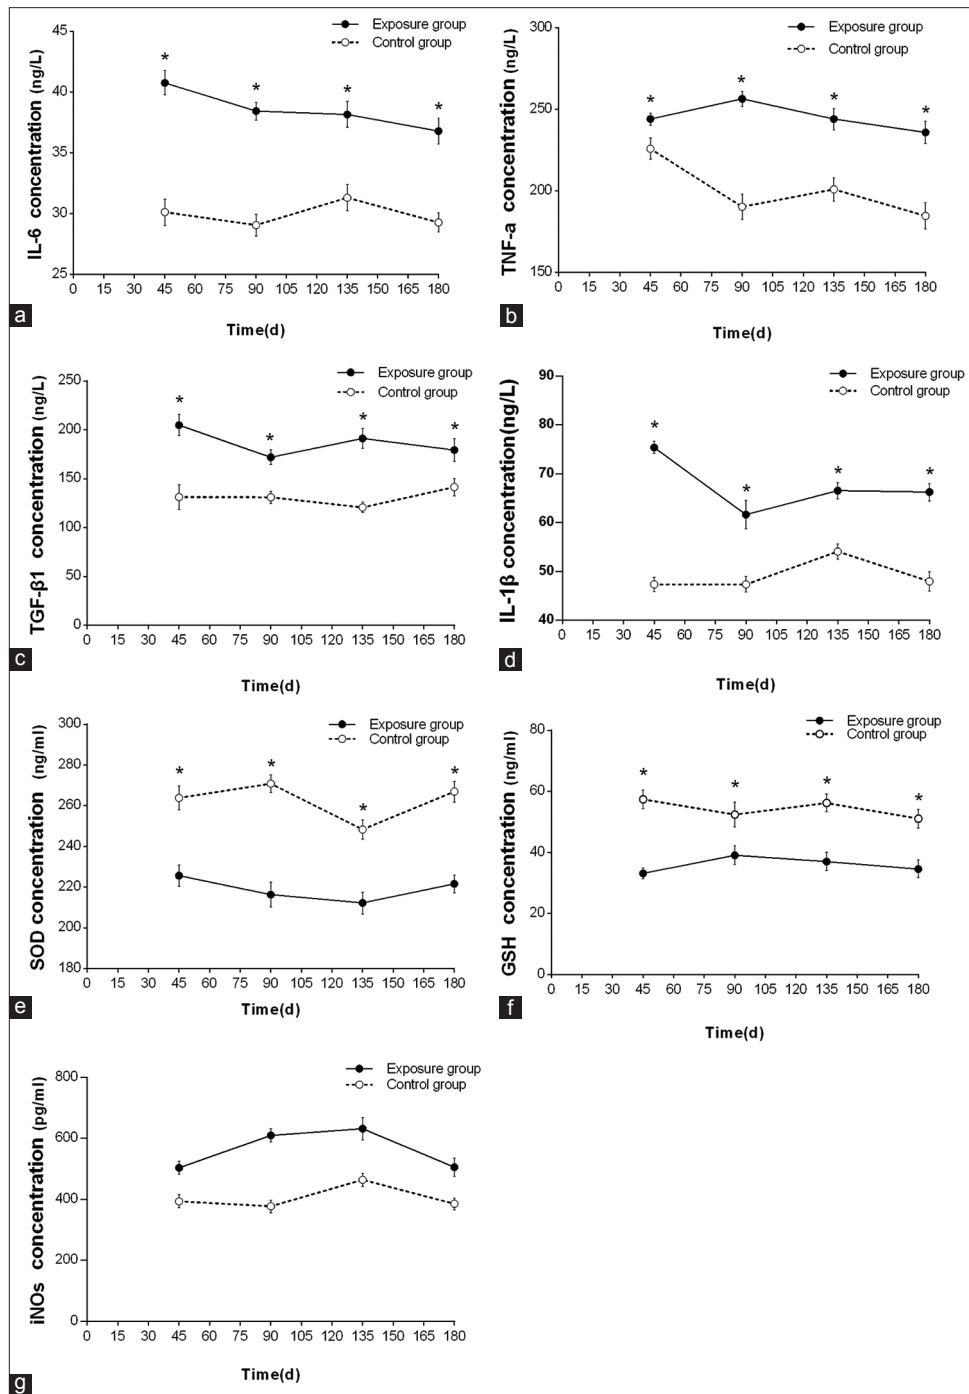 45
40
35
30
25
IL-6 concentration (ng/L)
Exposure group
Control group
* * * *
0 15 30 45 60 75 90 105 120 135 150 165 180
Time(d)
a
300
250
200
150
TNF-a concentration (ng/L)
Exposure group
Control group
* * * *
0 15 30 45 60 75 90 105 120 135 150 165 180
Time(d)
b
250
200
150
100
50
0
TGF-β1 concentration (ng/L)
Exposure group
Control group
* * * *
0 15 30 45 60 75 90 105 120 135 150 165 180
Time(d)
c
90
80
70
60
50
40
IL-1β concentration(ng/L)
Exposure group
Control group
* * * *
0 15 30 45 60 75 90 105 120 135 150 165 180
Time(d)
d
300
280
260
240
220
200
180
SOD concentration (ng/ml)
Exposure group
Control group
* * * *
0 15 30 45 60 75 90 105 120 135 150 165 180
Time(d)
e
80
60
40
20
0
GSH concentration (ng/ml)
Exposure group
Control group
* * * *
0 15 30 45 60 75 90 105 120 135 150 165 180
Time(d)
f
800
600
400
200
0
iNOs concentration (pg/ml)
Exposure group
Control group
0 15 30 45 60 75 90 105 120 135 150 165 180
Time(d)
g